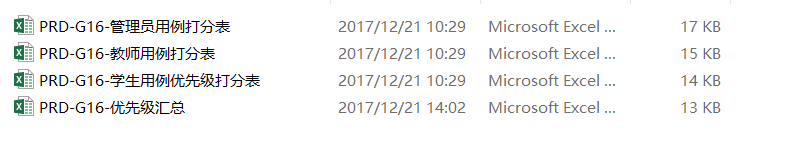 PRD-G16-管理员用例打分表 2017/12/21 10:29 Microsoft Excel ... 17 KB
PRD-G16-教师用例打分表 2017/12/21 10:29 Microsoft Excel ... 15 KB
PRD-G16-学生用例优先级打分表 2017/12/21 10:29 Microsoft Excel ... 14 KB
PRD-G16-优先级汇总 2017/12/21 14:02 Microsoft Excel ... 13 KB